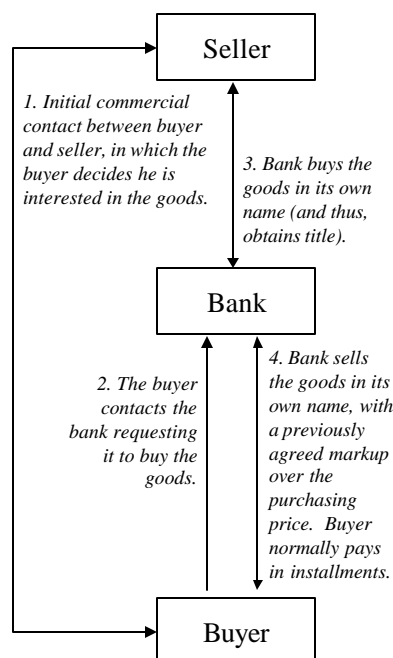 Seller
1. Initial commercial
contact between buyer
and seller, in which the
buyer decides he is
interested in the goods.
3. Bank buys the
goods in its own
name (and thus,
obtains title).
Bank
2. The buyer
contacts the
bank requesting
it to buy the
goods.
4. Bank sells
the goods in its
own name, with
a previously
agreed markup
over the
purchasing
price. Buyer
normally pays
in installments.
Buyer